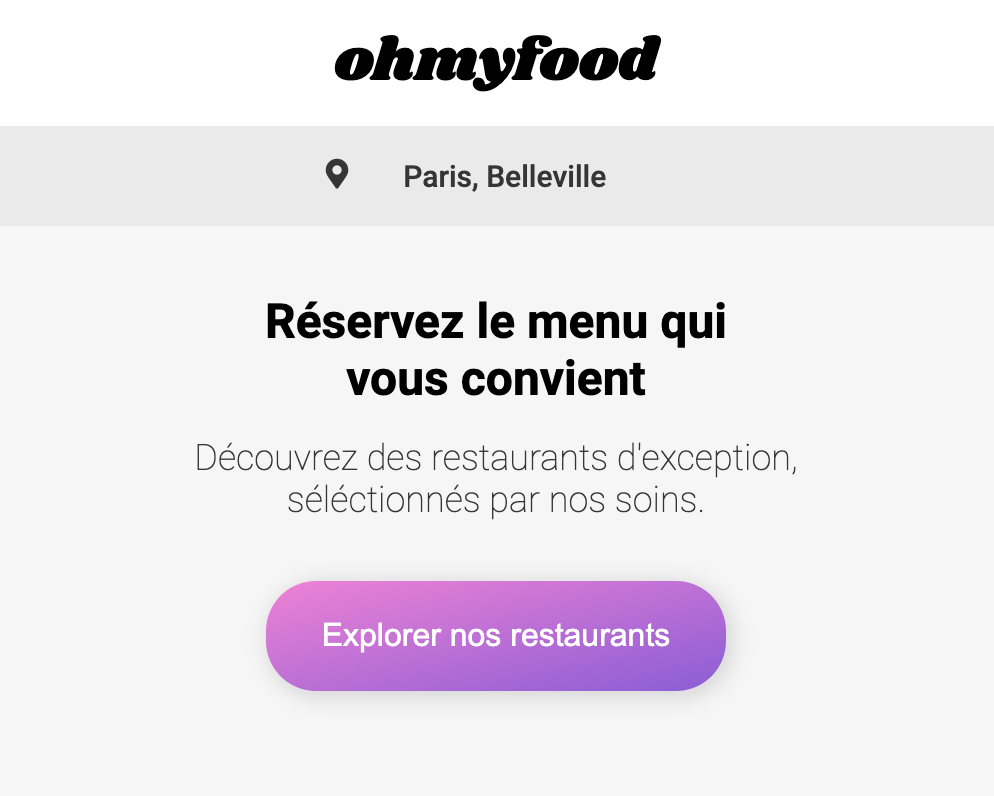 ohmyfood
Paris, Belleville
Réservez le menu qui
vous convient
Découvrez des restaurants d'exception,
séléctionnés par nos soins.
Explorer nos restaurants